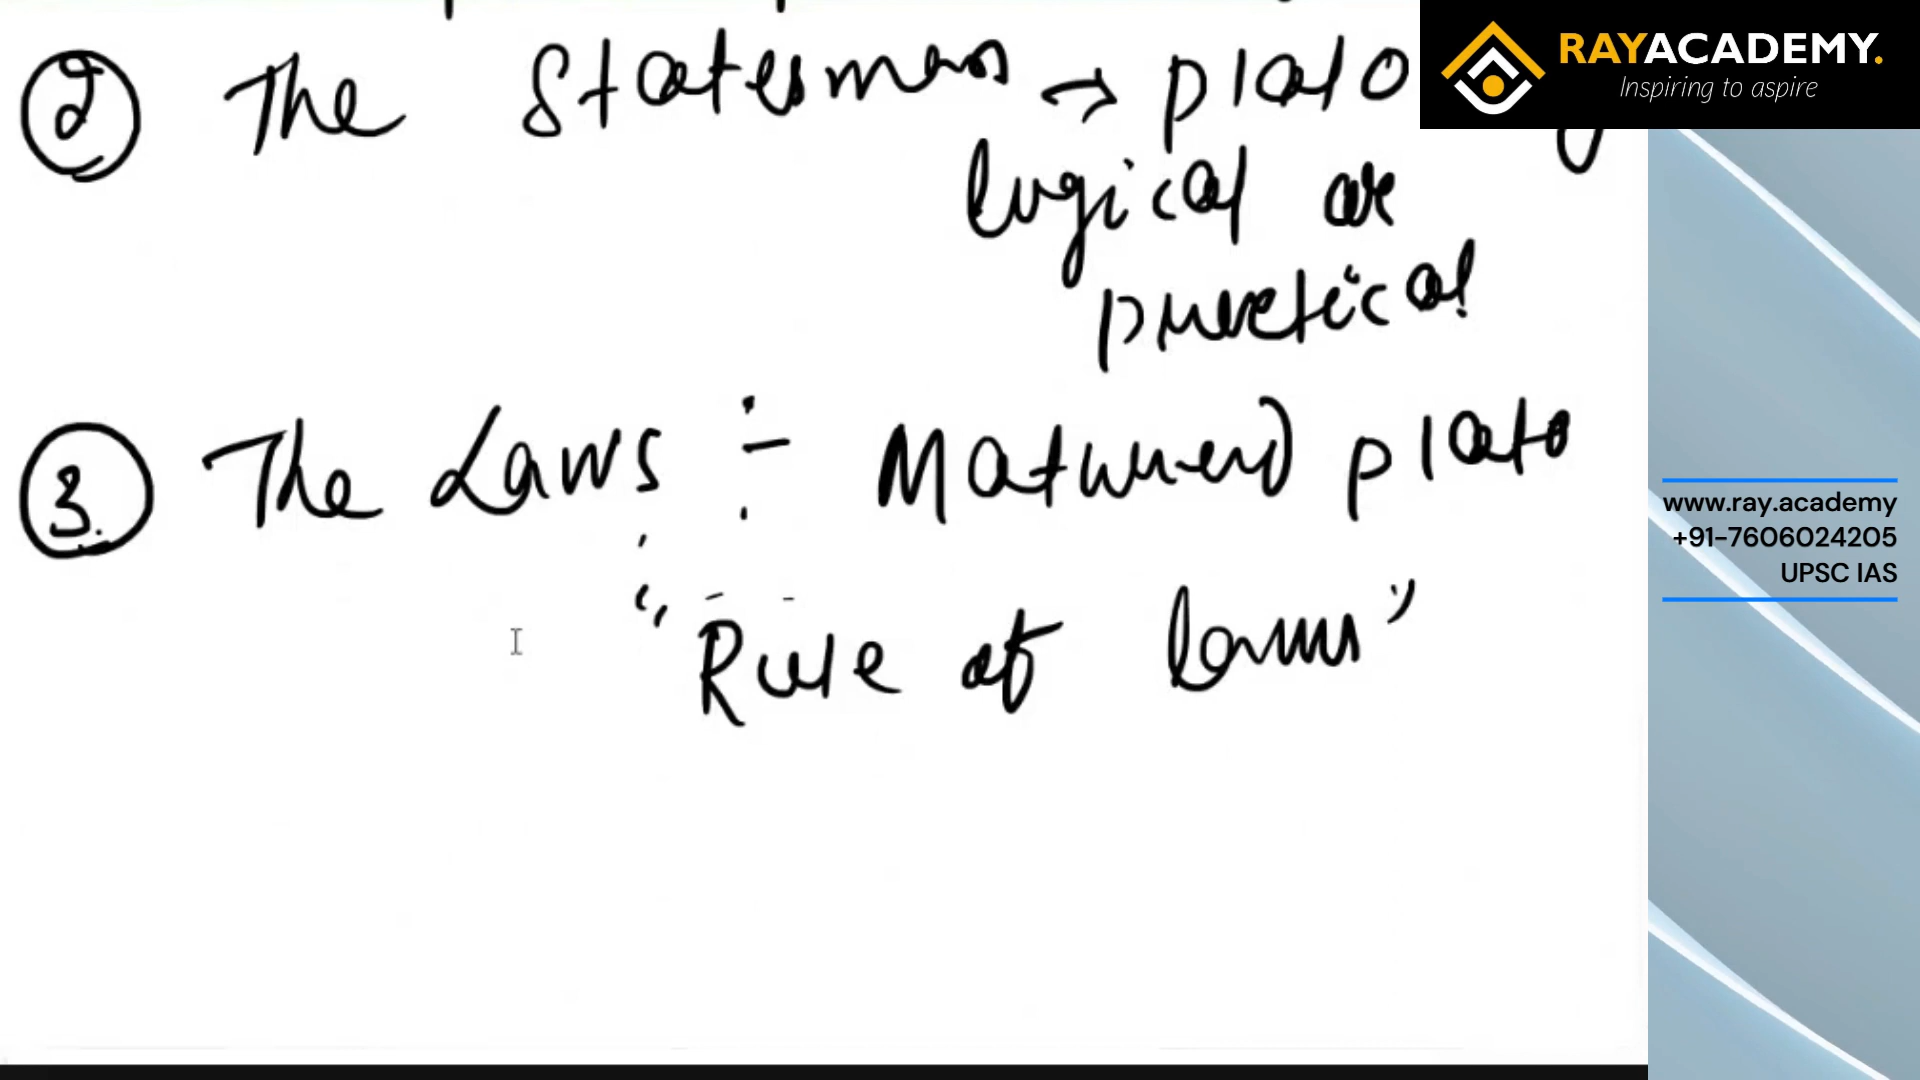 ② The Statesman → plato
logical or
practical
③. The Laws ÷ Matured plato
"Rule of laws"
RAYACADEMY.
Inspiring to aspire
www.ray.academy
+91-7606024205
UPSC IAS